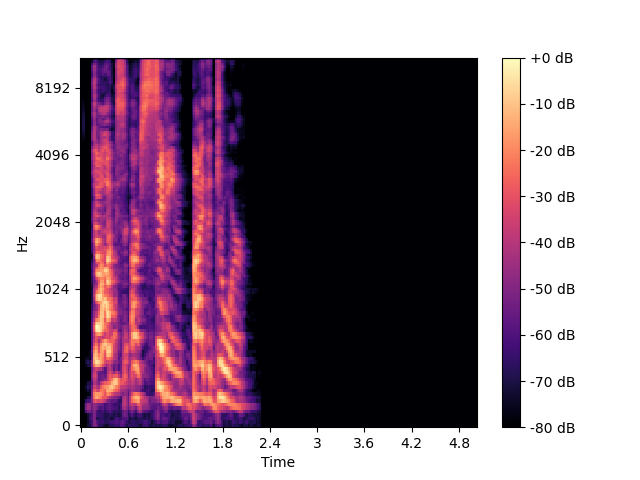 +0 dB
8192
-10 dB
4096
-20 dB
-30 dB
2048
Hz
-40 dB
1024
-50 dB
-60 dB
512
-70 dB
0
-80 dB
0 0.6 1.2 1.8 2.4 3 3.6 4.2 4.8
Time